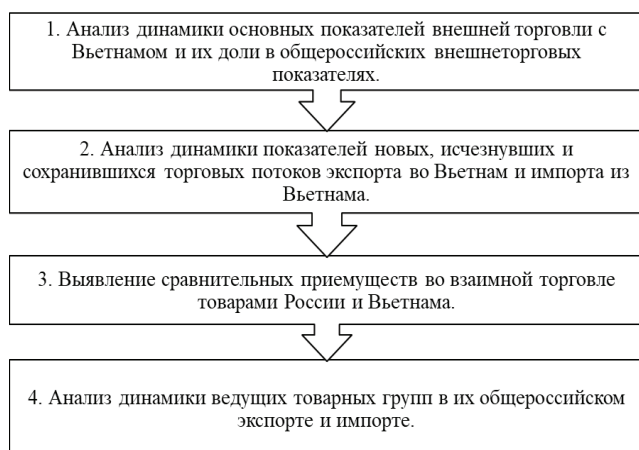 1. Анализ динамики основных показателей внешней торговли с
Вьетнамом и их доли в общероссийских внешнеторговых
показателях.
2. Анализ динамики показателей новых, исчезнувших и
сохранившихся торговых потоков экспорта во Вьетнам и импорта из
Вьетнама.
3. Выявление сравнительных приемуществ во взаимной торговле
товарами России и Вьетнама.
4. Анализ динамики ведущих товарных групп в их общероссийском
экспорте и импорте.